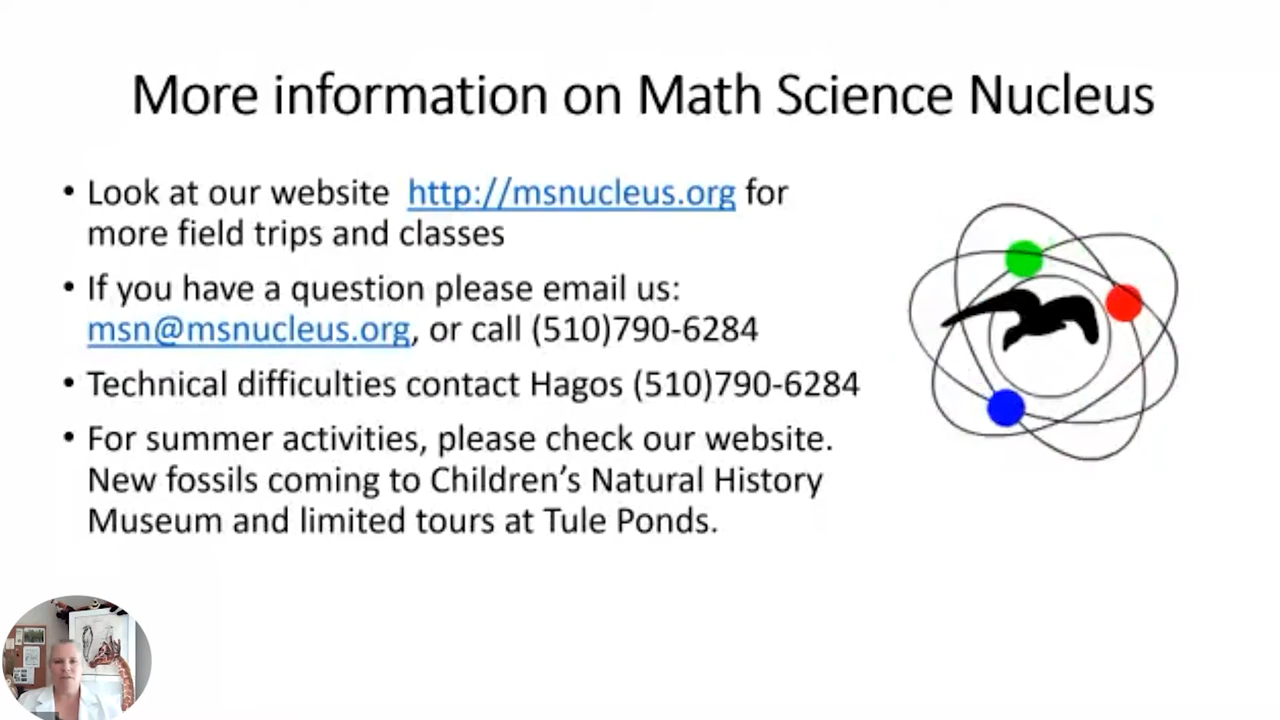 More information on Math Science Nucleus
• Look at our website http://msnucleus.org for
more field trips and classes
• If you have a question please email us:
msn@msnucleus.org, or call (510)790-6284
• Technical difficulties contact Hagos (510)790-6284
• For summer activities, please check our website.
New fossils coming to Children’s Natural History
Museum and limited tours at Tule Ponds.